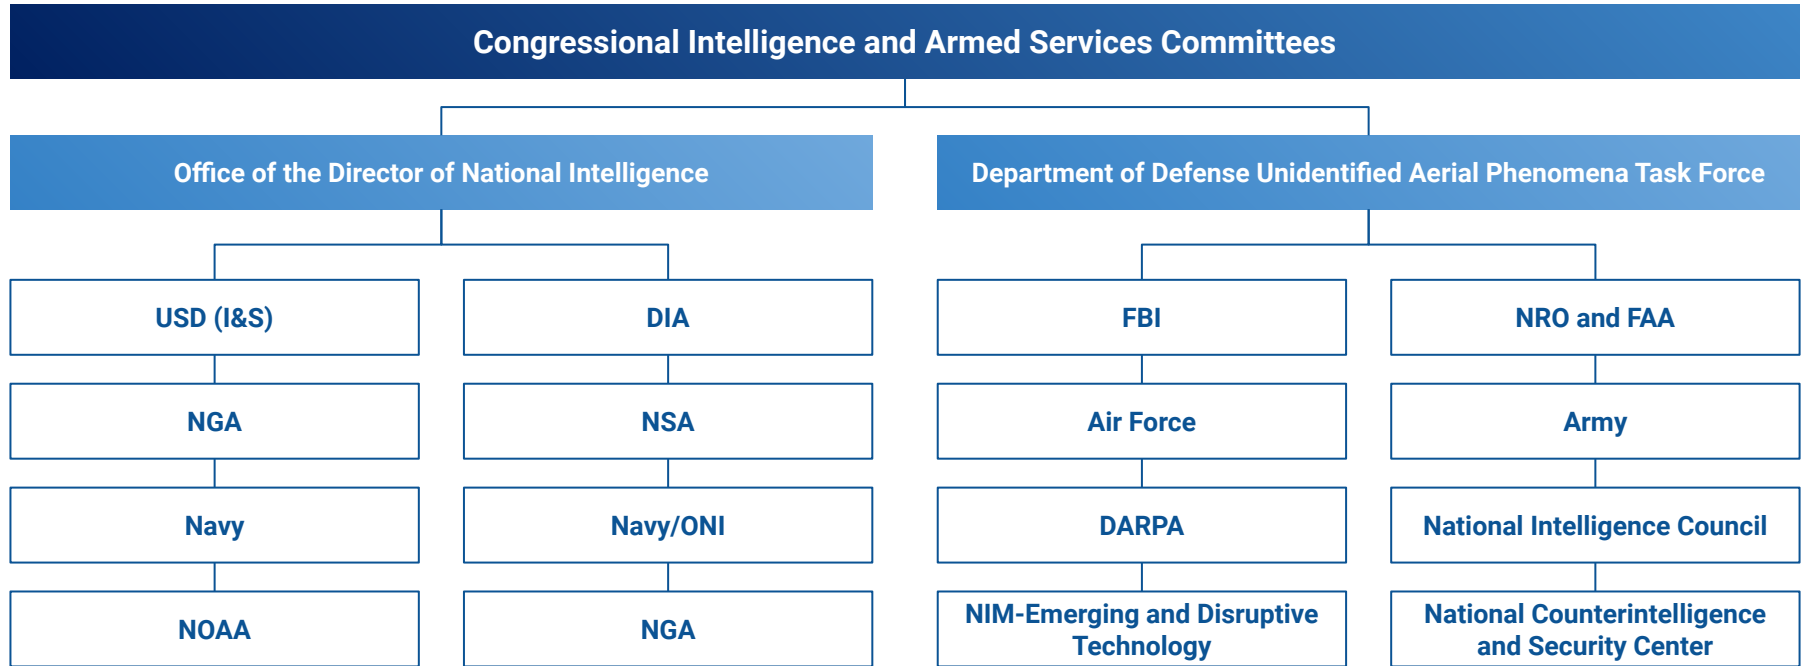 Congressional Intelligence and Armed Services Committees
Office of the Director of National Intelligence
Department of Defense Unidentified Aerial Phenomena Task Force
USD (I&S)
DIA
FBI
NRO and FAA
NGA
NSA
Air Force
Army
Navy
Navy/ONI
DARPA
National Intelligence Council
NOAA
NGA
NIM-Emerging and Disruptive
Technology
National Counterintelligence
and Security Center